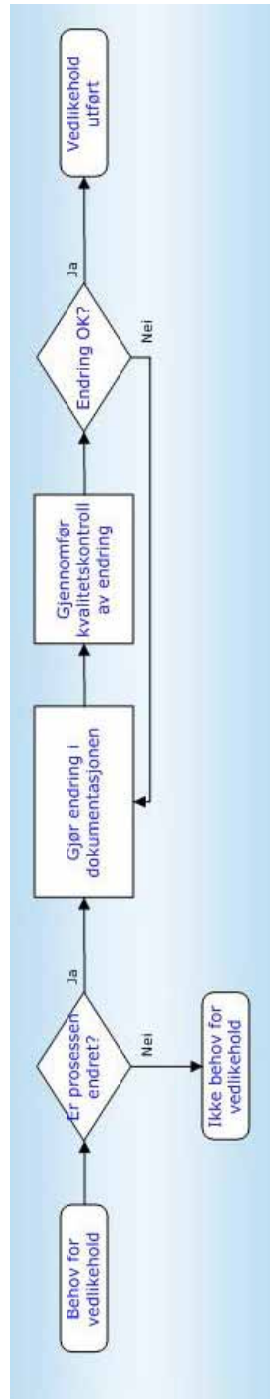 Behov for
vedlikehold
Er prosessen
endret?
Ja
Nei
Ikke behov for
vedlikehold
Gjør endring i
dokumentasjonen
Gjennomfør
kvalitetskontroll
av endring
Endring OK?
Ja
Nei
Vedlikehold
utført